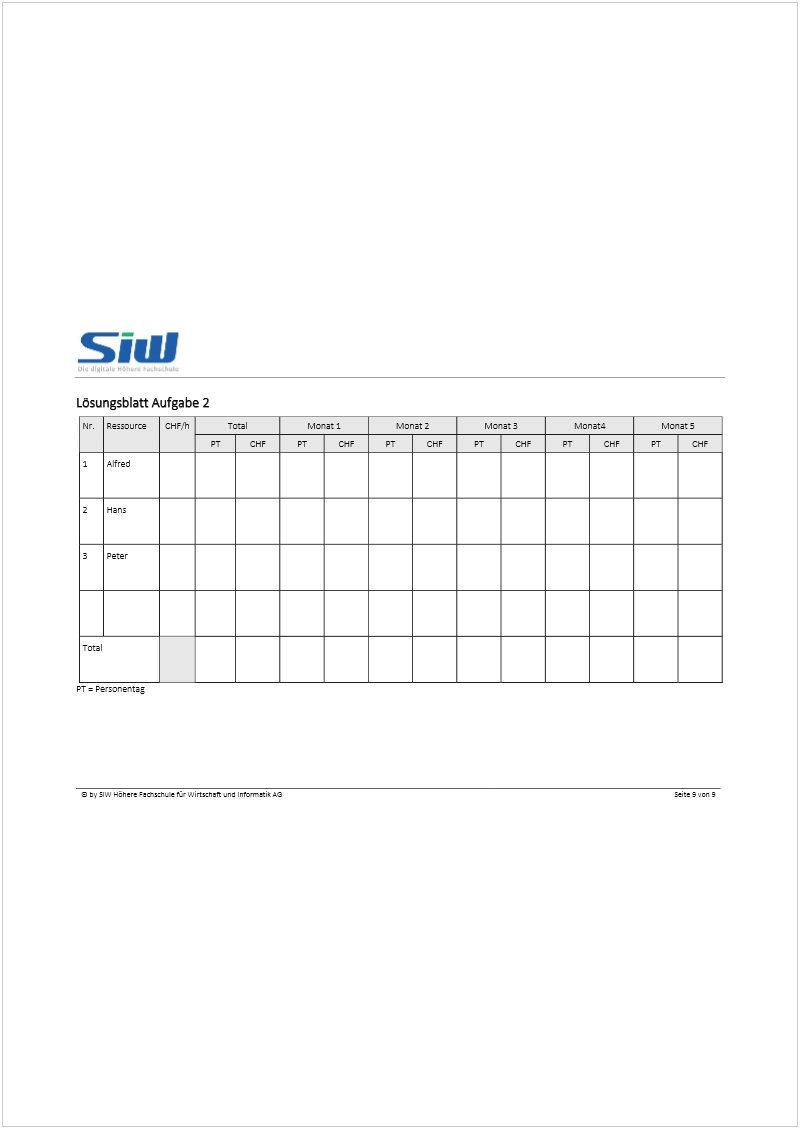 SiW
Die digitale Höhere Fachschule
Lösungsblatt Aufgabe 2
Nr. Ressource CHF/h Total Monat 1 Monat 2 Monat 3 Monat4 Monat 5
PT CHF PT CHF PT CHF PT CHF PT CHF PT CHF
1 Alfred
2 Hans
3 Peter
Total
PT = Personentag
© by SIW Höhere Fachschule für Wirtschaft und Informatik AG Seite 9 von 9